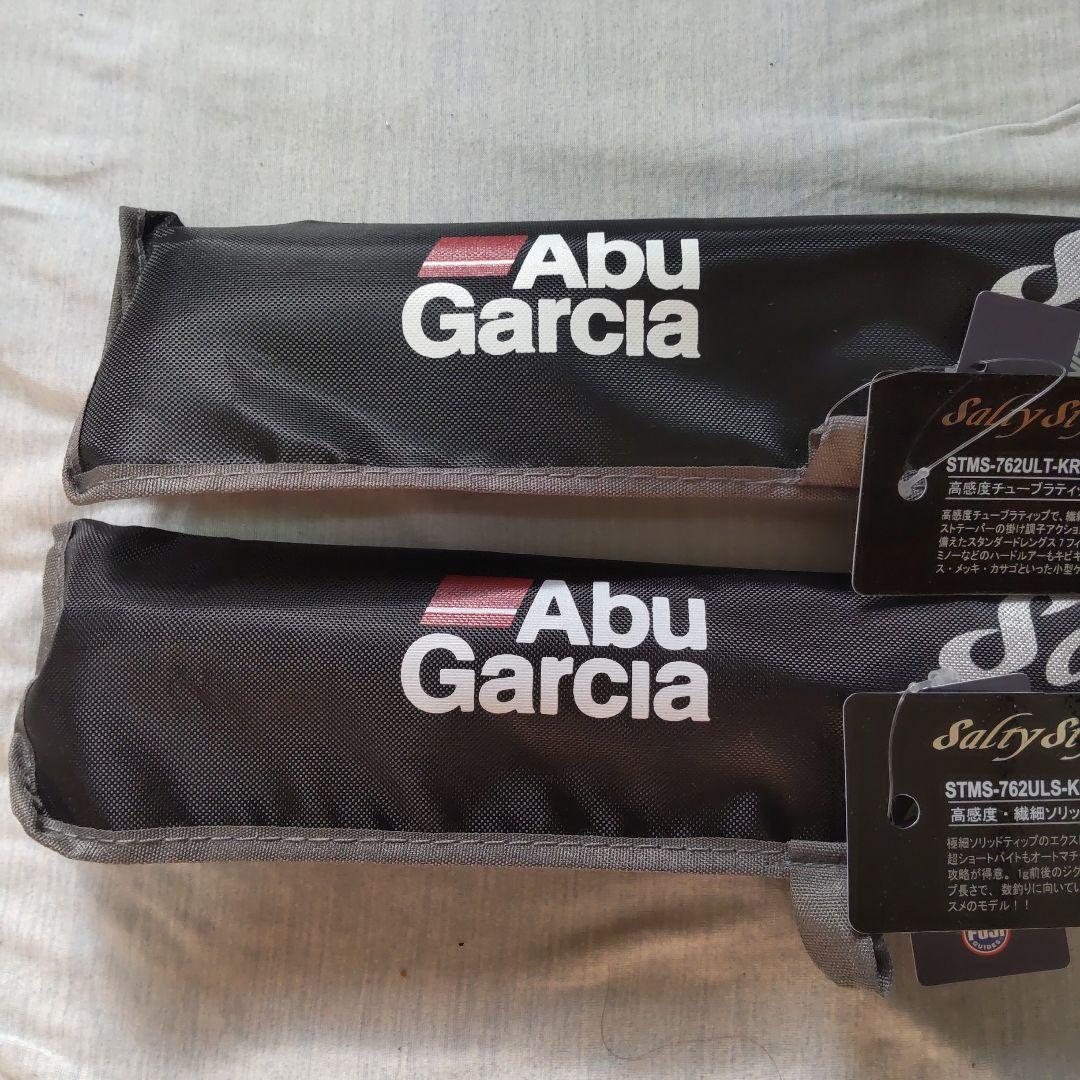 Abu
Garcia
Salty St
STMS-762ULT-KR
高感度チューブラティッ
高感度チューブラティップで、繊細
ストテーパーの掛け調子アクショ
備えたスタンダードレングス7フィ
ミノーなどのハードルアーもキビキ
ス・メッキ・カサゴといった小型ゲ
Abu
Garcia
Sa
Salty St
STMS-762ULS-K
高感度・繊細ソリッ
極細ソリッドティップのエクスト
超ショートバイトもオートマチ
攻略が得意。1g前後のジグ
プ長さで、数釣りに向いてい
スメのモデル！！
FUJI
GUIDES